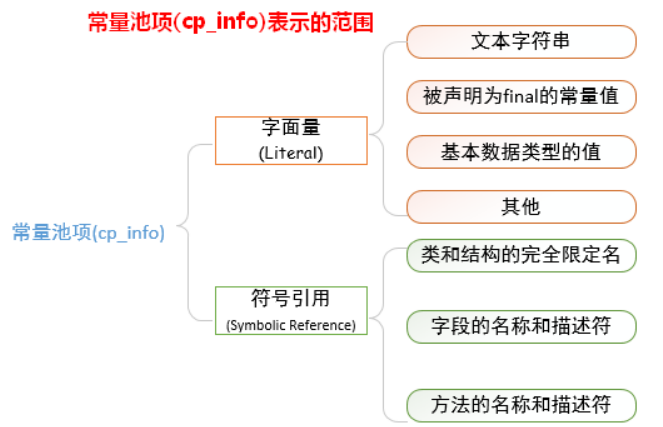 常量池项(cp_info)表示的范围
常量池项(cp_info)
字面量
(Literal)
文本字符串
被声明为final的常量值
基本数据类型的值
其他
符号引用
(Symbolic Reference)
类和结构的完全限定名
字段的名称和描述符
方法的名称和描述符